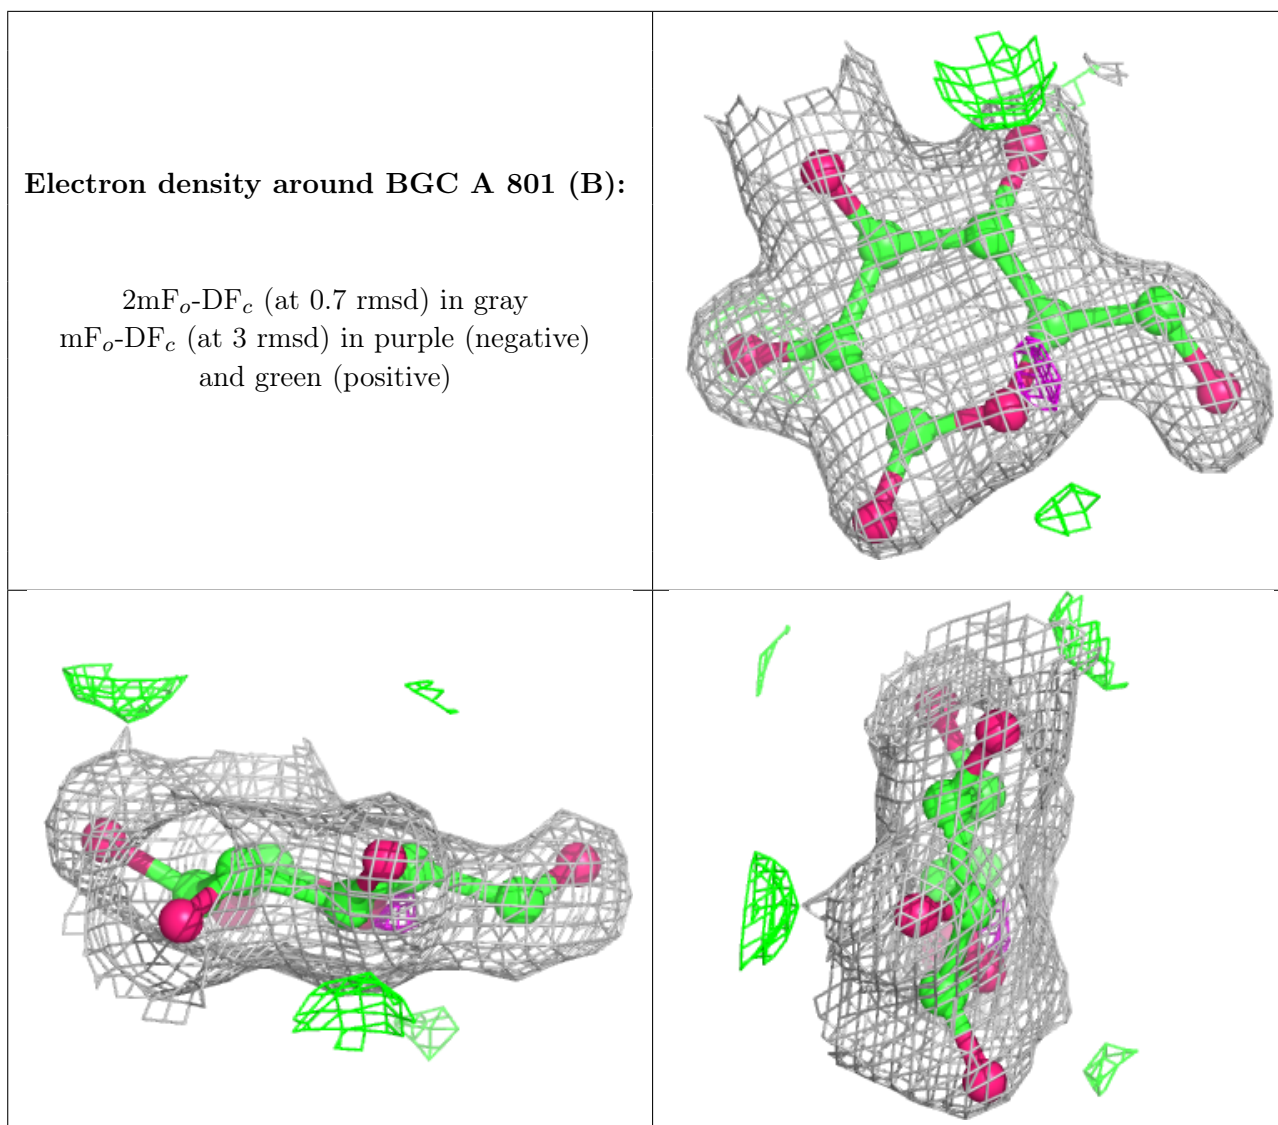 Electron density around BGC A 801 (B):
2mFo-DFc (at 0.7 rmsd) in gray
mFo-DFc (at 3 rmsd) in purple (negative)
and green (positive)